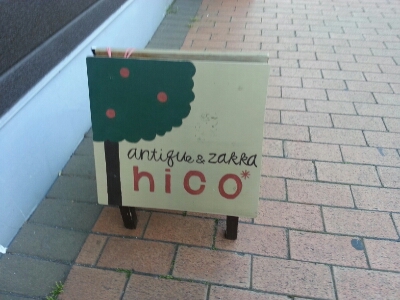 antique & zakka
hico*